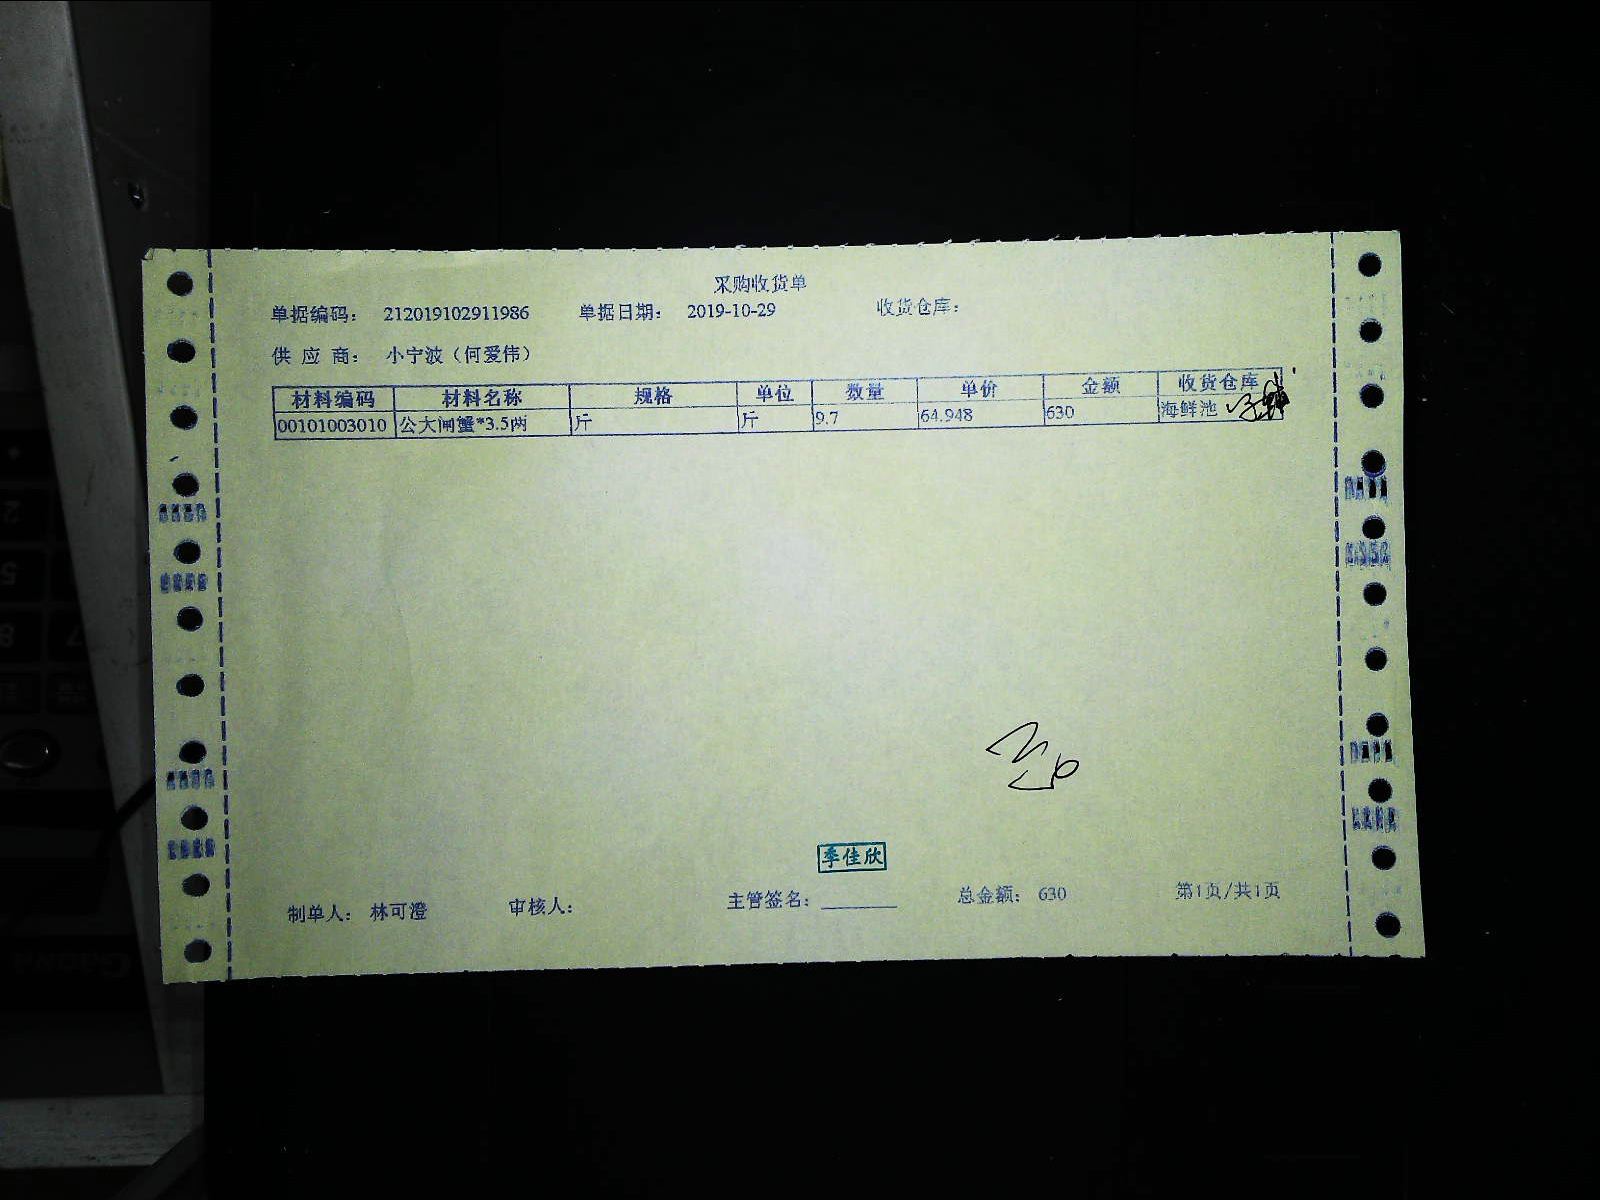 采购收货单
单据编码： 212019102911986 单据日期： 2019-10-29 收货仓库：
供 应 商： 小宁波（何爱伟）
材料编码 材料名称 规格 单位 数量 单价 金额 收货仓库
00101003010 公大闸蟹*3.5两 斤 斤 9.7 64.948 630 海鲜池
季佳欣
制单人： 林可澄 审核人： 主管签名：________ 总金额： 630 第1页/共1页